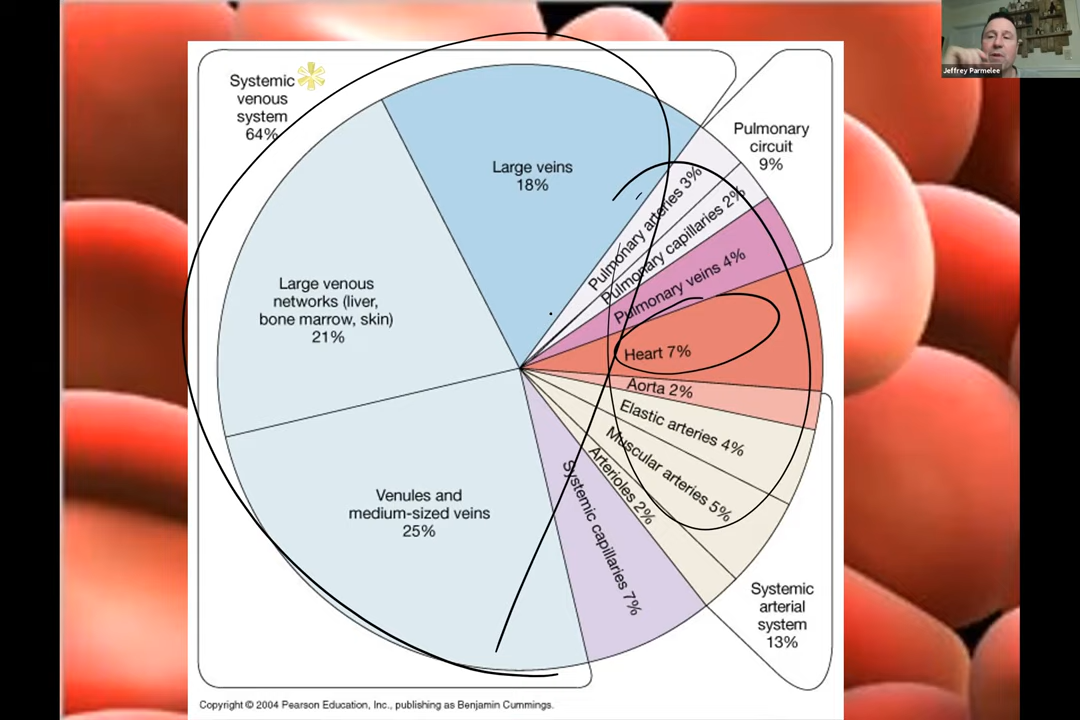 Systemic
venous
system
64%
Large veins
18%
Pulmonary
circuit
9%
Pulmonary arteries 3%
Pulmonary capillaries 2%
Pulmonary veins 4%
Large venous
networks (liver,
bone marrow, skin)
21%
Heart 7%
Aorta 2%
Elastic arteries 4%
Muscular arteries 5%
Arterioles 2%
Systemic capillaries 7%
Venules and
medium-sized veins
25%
Systemic
arterial
system
13%
Copyright © 2004 Pearson Education, Inc., publishing as Benjamin Cummings.
Jeffrey Parmelee